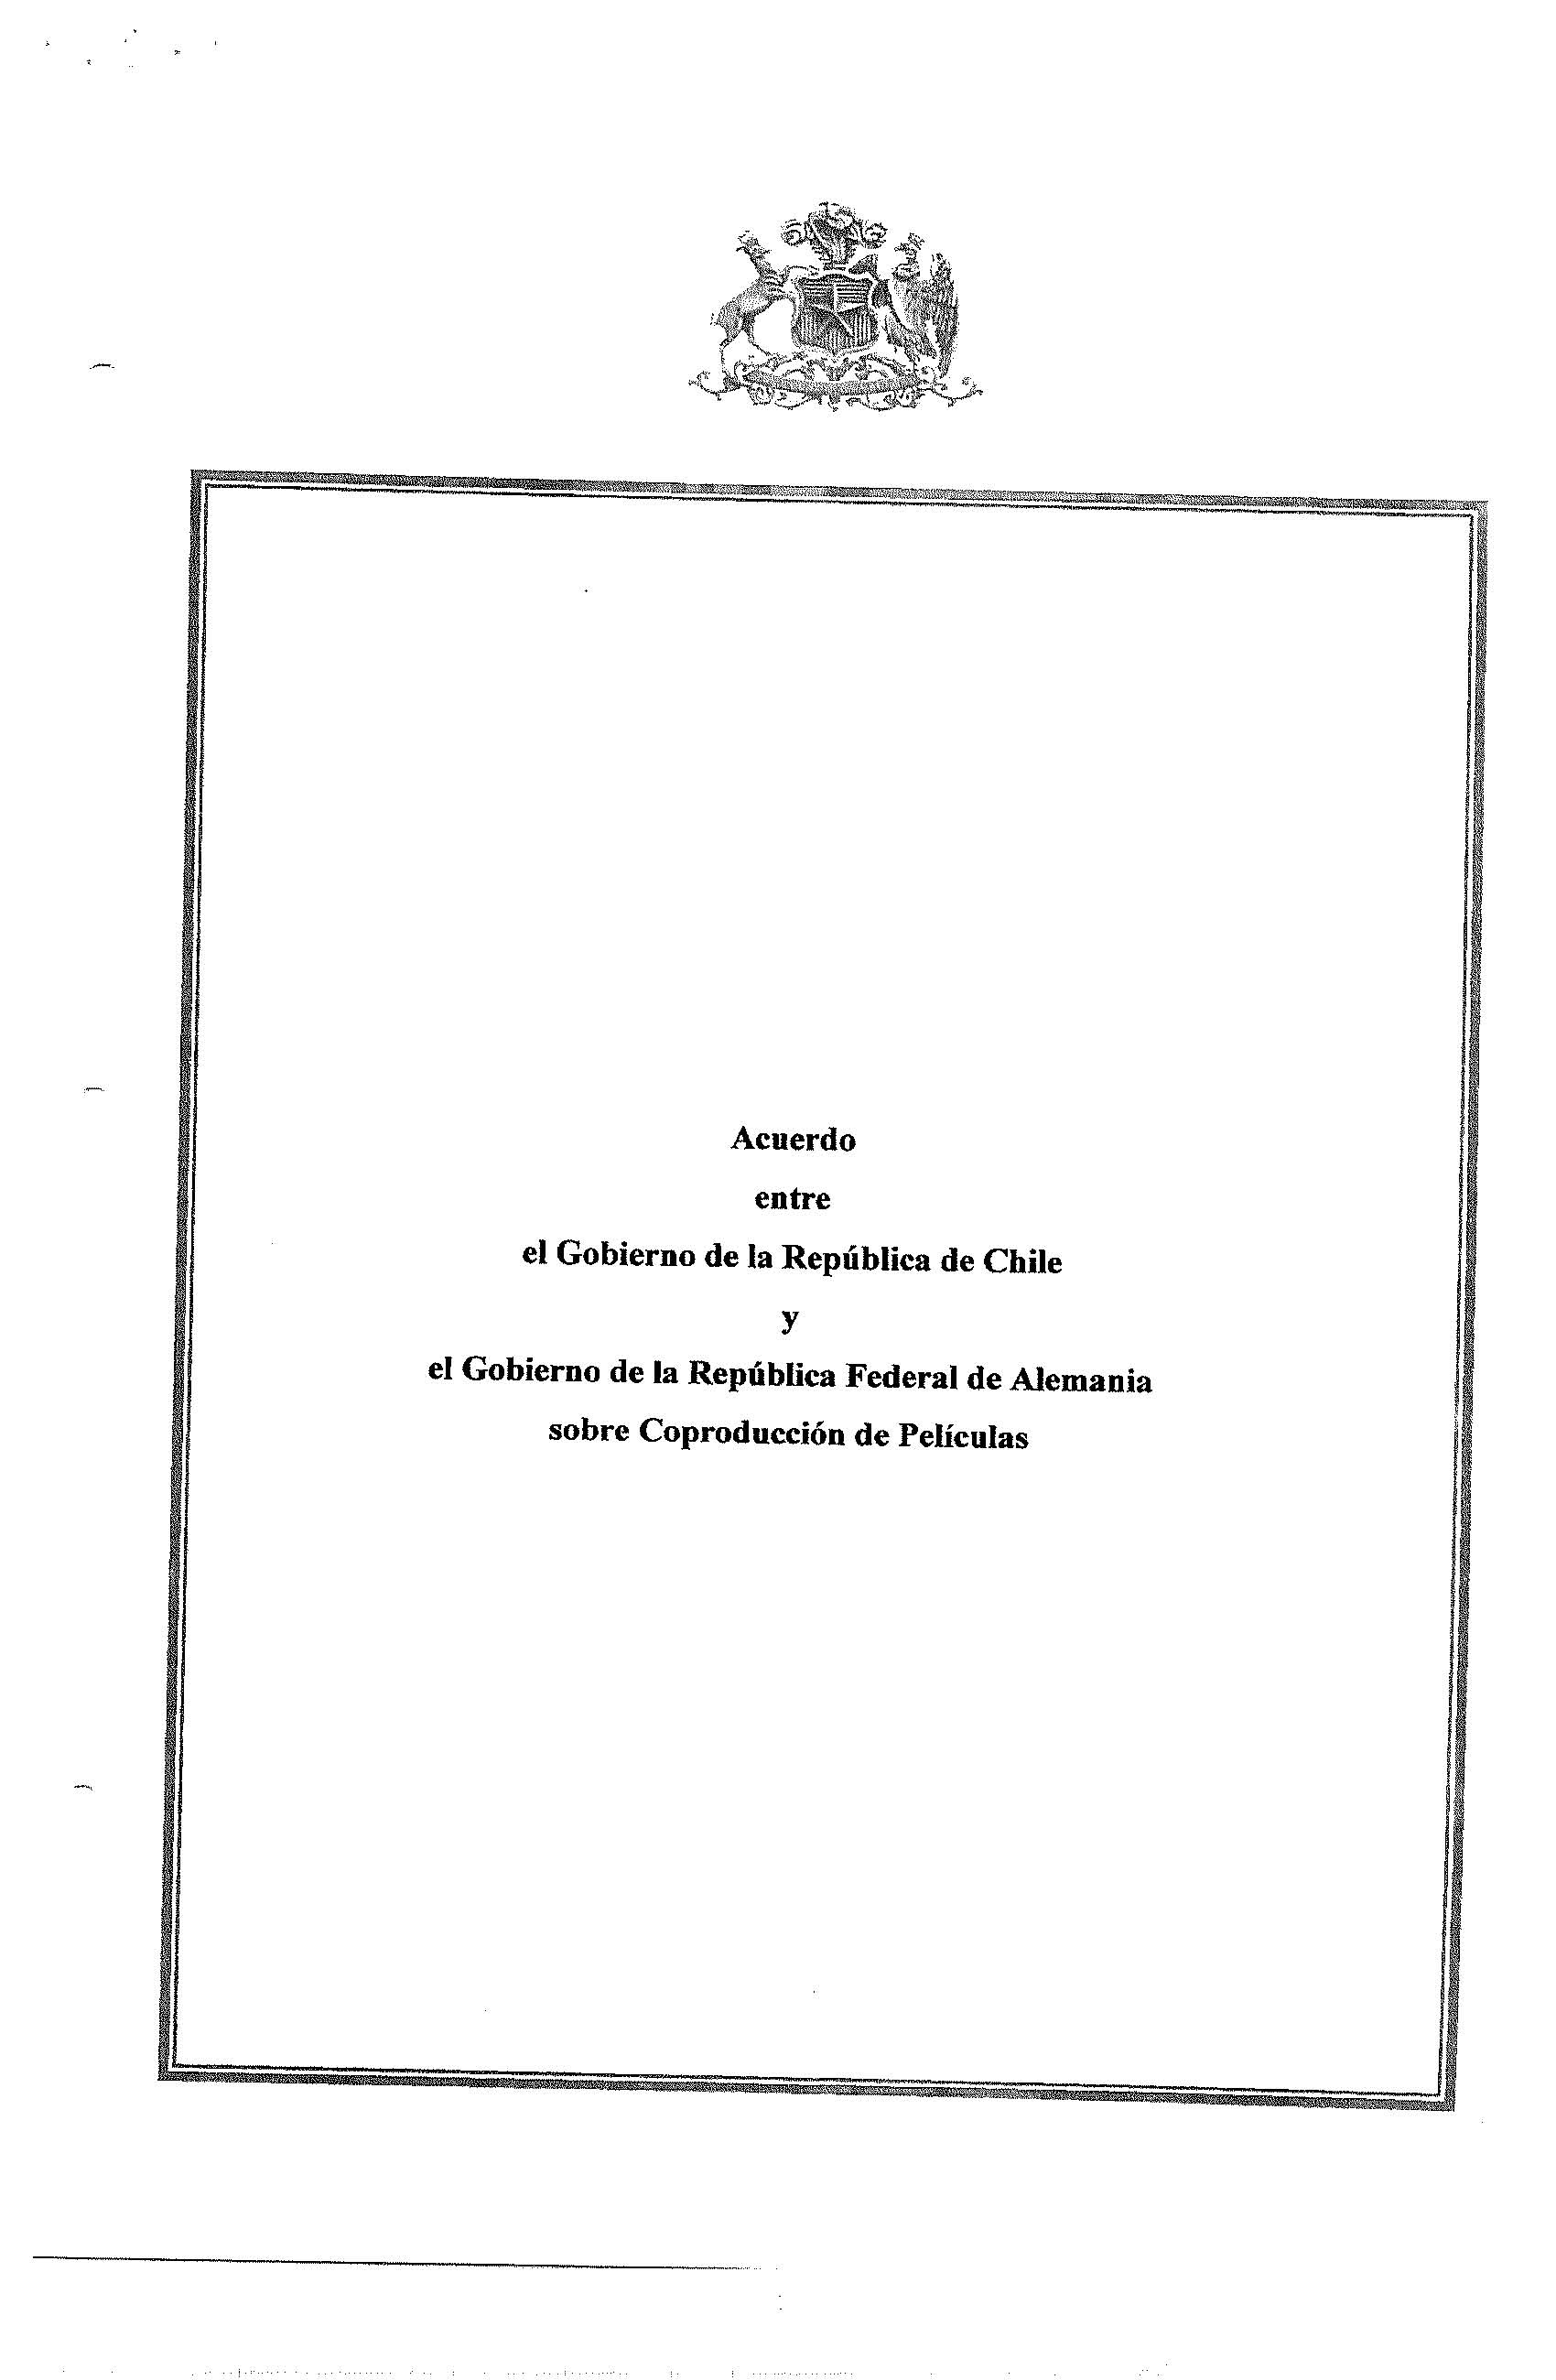 Acuerdo
entre
el Gobierno de la República de Chile
y
el Gobierno de la República Federal de Alemania
sobre Coproducción de Películas